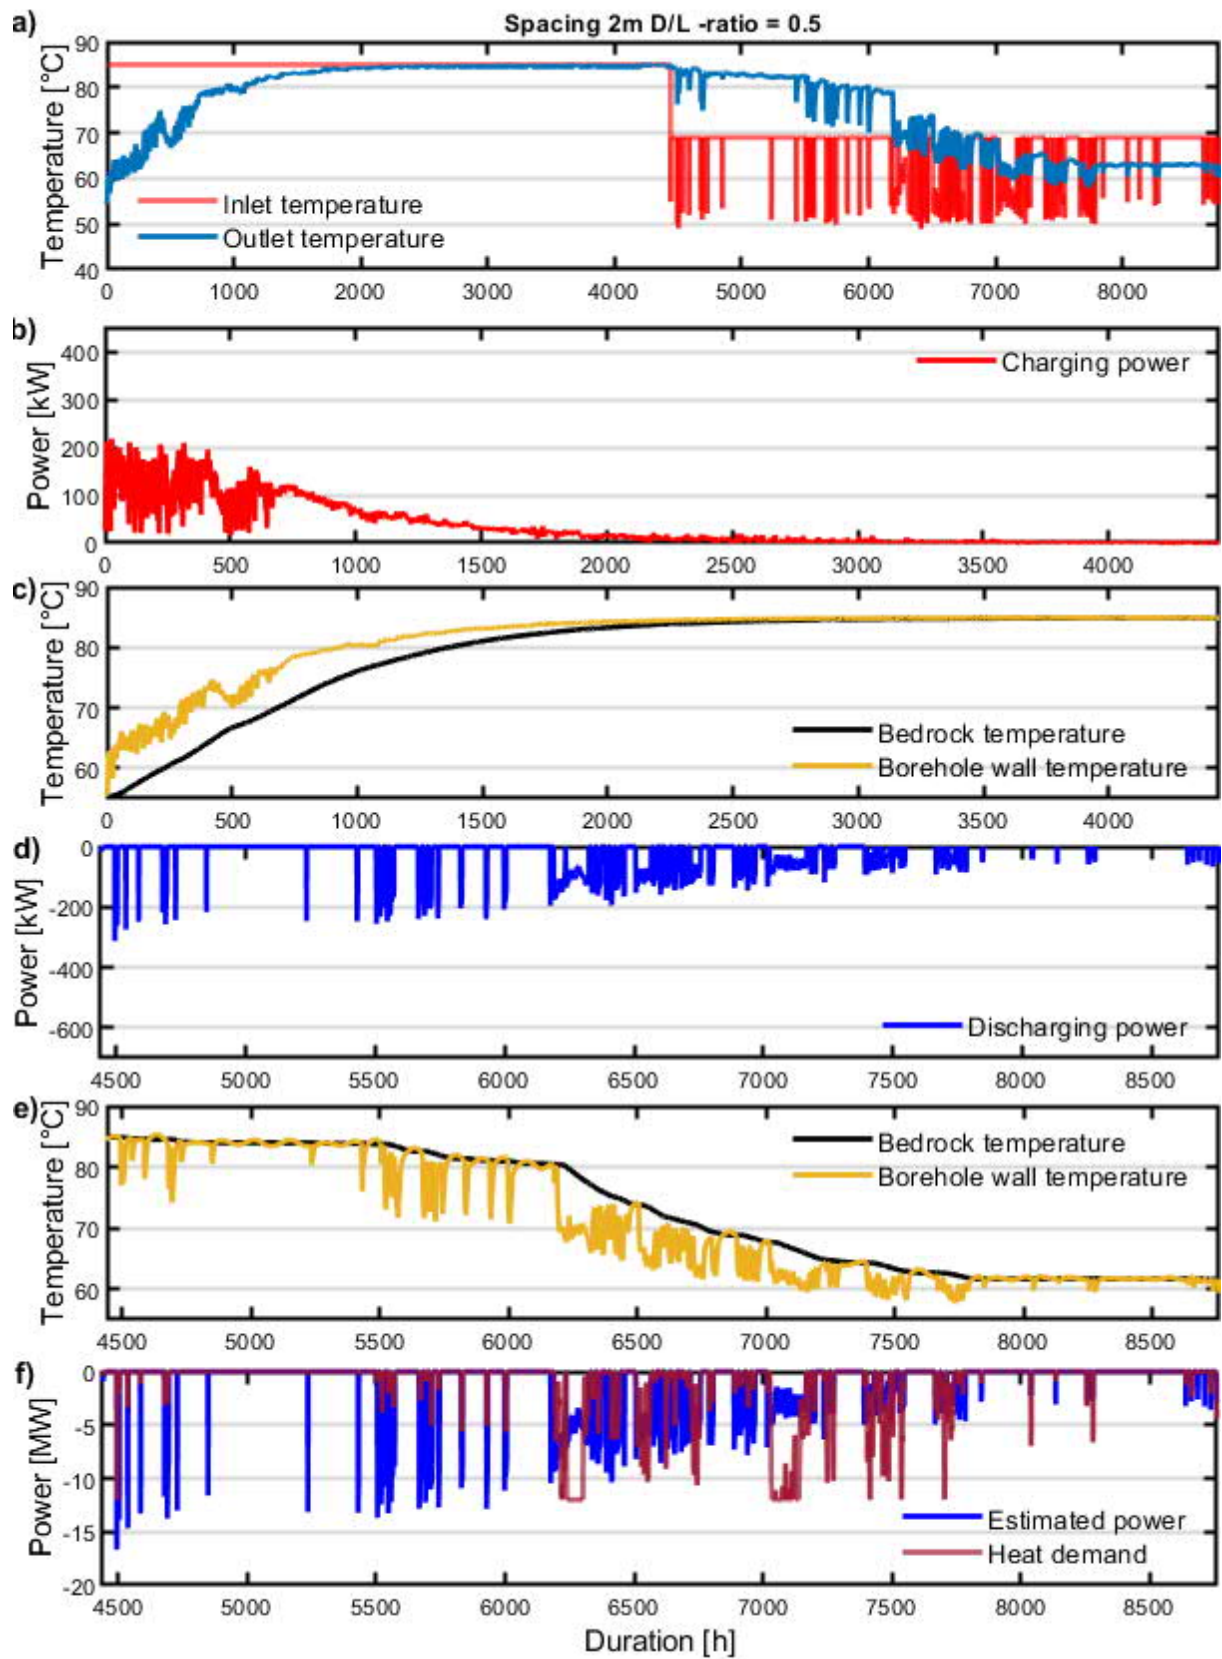 a)
Spacing 2m D/L -ratio = 0.5
Temperature [°C]
90
80
70
60
50
40
Inlet temperature
Outlet temperature
0 1000 2000 3000 4000 5000 6000 7000 8000
b)
Power [kW]
400
300
200
100
0
Charging power
0 500 1000 1500 2000 2500 3000 3500 4000
c)
Temperature [°C]
90
80
70
60
Bedrock temperature
Borehole wall temperature
0 500 1000 1500 2000 2500 3000 3500 4000
d)
Power [kW]
0
-200
-400
-600
Discharging power
4500 5000 5500 6000 6500 7000 7500 8000 8500
e)
Temperature [°C]
90
80
70
60
Bedrock temperature
Borehole wall temperature
4500 5000 5500 6000 6500 7000 7500 8000 8500
f)
Power [MW]
0
-5
-10
-15
-20
Estimated power
Heat demand
4500 5000 5500 6000 6500 7000 7500 8000 8500
Duration [h]